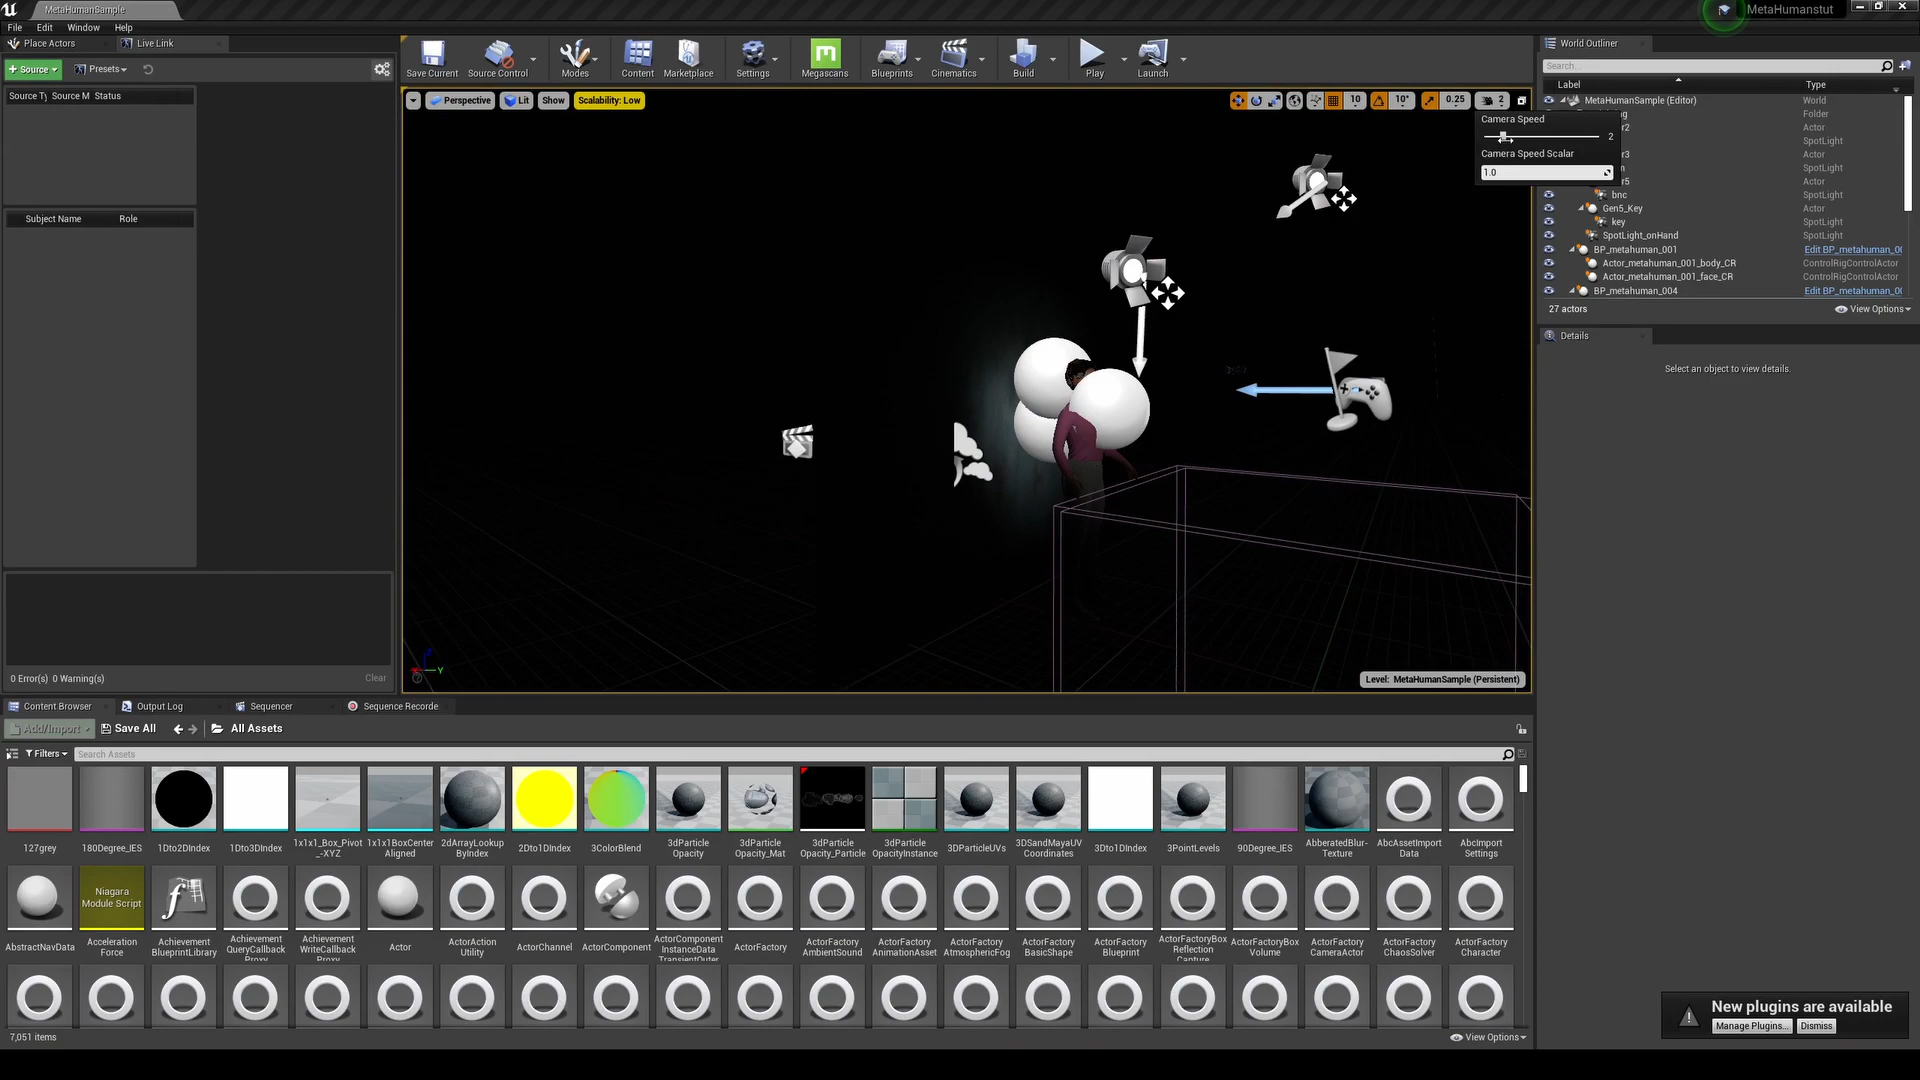 MetaHumanSample
MetaHumanstut
File Edit Window Help
Place Actors Live Link
World Outliner
Source Presets
Save Current Source Control Modes Content Marketplace Settings Megascans Blueprints Cinematics Build Play Launch
Search...
Label Type
Source Ty Source M Status
Perspective Lit Show Scalability: Low
10 10° 0.25 2
MetaHumanSample (Editor) World
Folder
Camera Speed
Actor
2
SpotLight
Camera Speed Scalar
Actor
SpotLight
1.0
Actor
bnc SpotLight
Gen5_Key Actor
key SpotLight
SpotLight_onHand SpotLight
BP_metahuman_001 Edit BP_metahuman_00
Actor_metahuman_001_body_CR ControlRigControlActor
Actor_metahuman_001_face_CR ControlRigControlActor
BP_metahuman_004 Edit BP_metahuman_00
27 actors View Options
Subject Name Role
Details
Select an object to view details.
0 Error(s) 0 Warning(s) Clear
Level: MetaHumanSample (Persistent)
Content Browser Output Log Sequencer Sequence Recorde
Add/Import Save All All Assets
Filters Search Assets
127grey
180Degree_IES
1Dto2DIndex
1Dto3DIndex
1x1x1_Box_Pivot
_-XYZ
1x1x1BoxCenter
Aligned
2dArrayLookup
ByIndex
2Dto1DIndex
3ColorBlend
3dParticle
Opacity
3dParticle
Opacity_Mat
3dParticle
Opacity_Particle
3dParticle
OpacityInstance
3DParticleUVs
3DSandMayaUV
Coordinates
3Dto1DIndex
3PointLevels
90Degree_IES
AbberatedBlur-
Texture
AbcAssetImport
Data
AbcImport
Settings
Niagara
Module Script
AbstractNavData
Acceleration
Force
Achievement
BlueprintLibrary
Achievement
QueryCallback
Proxy
Achievement
WriteCallback
Proxy
Actor
ActorAction
Utility
ActorChannel
ActorComponent
ActorComponent
InstanceData
TransientOuter
ActorFactory
ActorFactory
AmbientSound
ActorFactory
AnimationAsset
ActorFactory
AtmosphericFog
ActorFactory
BasicShape
ActorFactory
Blueprint
ActorFactoryBox
Reflection
Capture
ActorFactoryBox
Volume
ActorFactory
CameraActor
ActorFactory
ChaosSolver
ActorFactory
Character
New plugins are available
Manage Plugins... Dismiss
7,051 items View Options